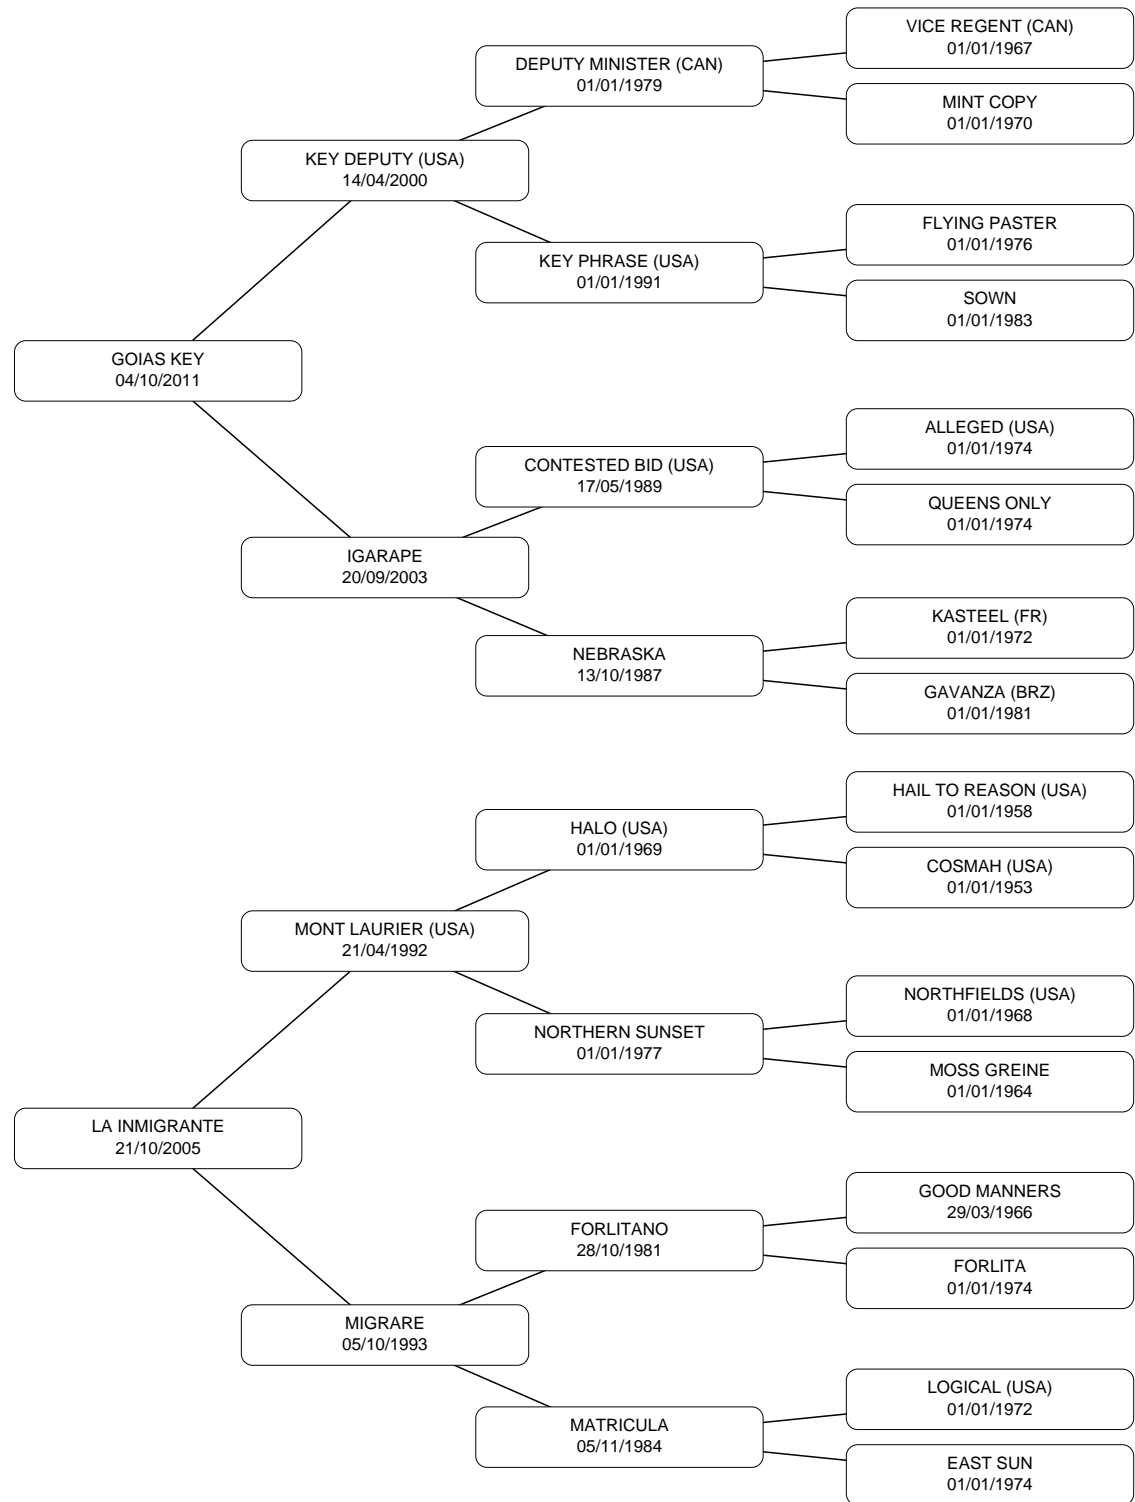 VICE REGENT (CAN)
01/01/1967
DEPUTY MINISTER (CAN)
01/01/1979
MINT COPY
01/01/1970
KEY DEPUTY (USA)
14/04/2000
FLYING PASTER
01/01/1976
KEY PHRASE (USA)
01/01/1991
SOWN
01/01/1983
GOIAS KEY
04/10/2011
ALLEGED (USA)
01/01/1974
CONTESTED BID (USA)
17/05/1989
QUEENS ONLY
01/01/1974
IGARAPE
20/09/2003
KASTEEL (FR)
01/01/1972
NEBRASKA
13/10/1987
GAVANZA (BRZ)
01/01/1981
HAIL TO REASON (USA)
01/01/1958
HALO (USA)
01/01/1969
COSMAH (USA)
01/01/1953
MONT LAURIER (USA)
21/04/1992
NORTHFIELDS (USA)
01/01/1968
NORTHERN SUNSET
01/01/1977
MOSS GREINE
01/01/1964
LA INMIGRANTE
21/10/2005
GOOD MANNERS
29/03/1966
FORLITANO
28/10/1981
FORLITA
01/01/1974
MIGRARE
05/10/1993
LOGICAL (USA)
01/01/1972
MATRICULA
05/11/1984
EAST SUN
01/01/1974